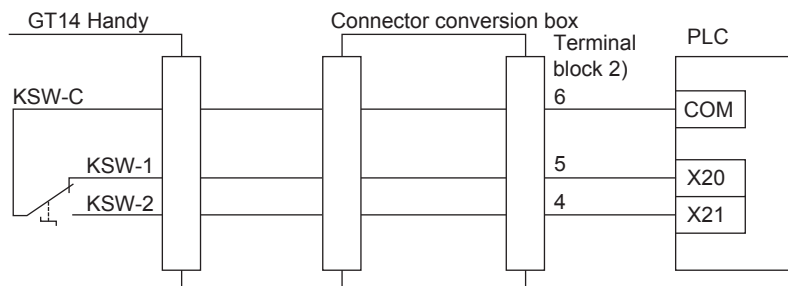 GT14 Handy
Connector conversion box
Terminal
block 2)
PLC
KSW-C
6
COM
KSW-1
5
X20
KSW-2
4
X21